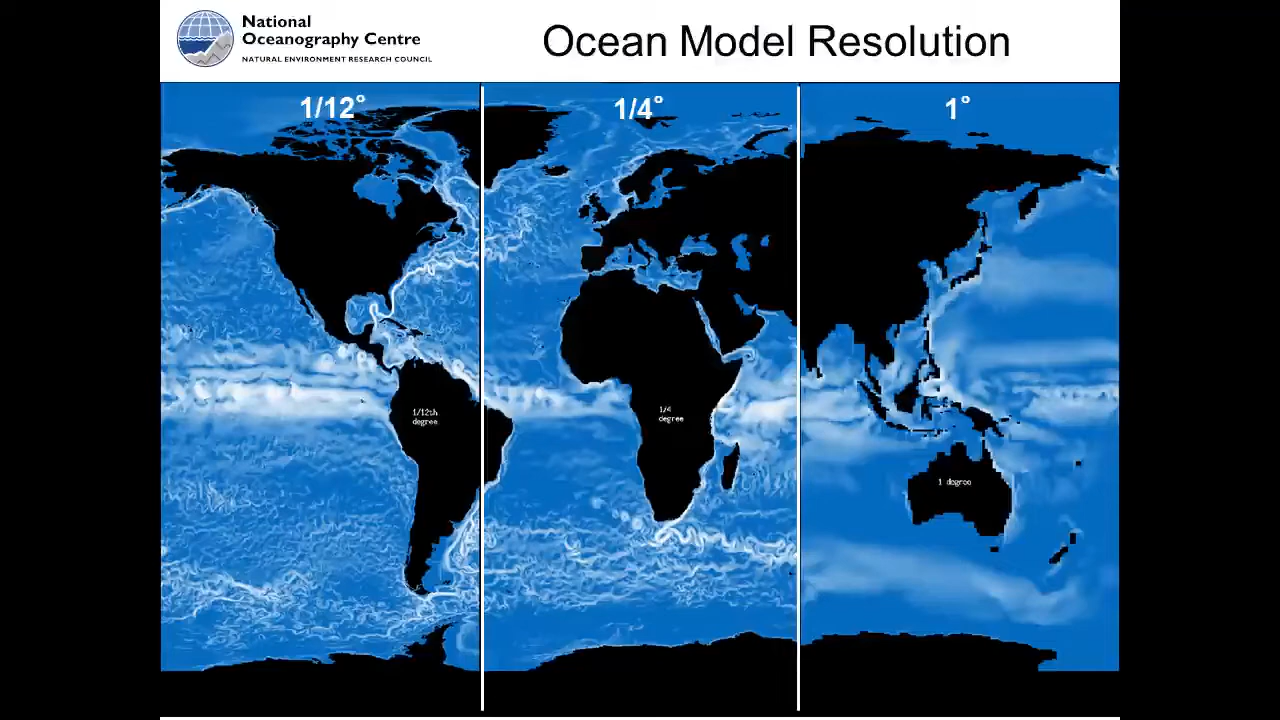 National
Oceanography Centre
NATURAL ENVIRONMENT RESEARCH COUNCIL
Ocean Model Resolution
1/12°
1/4°
1°
1/12th
degree
1/4
degree
1 degree